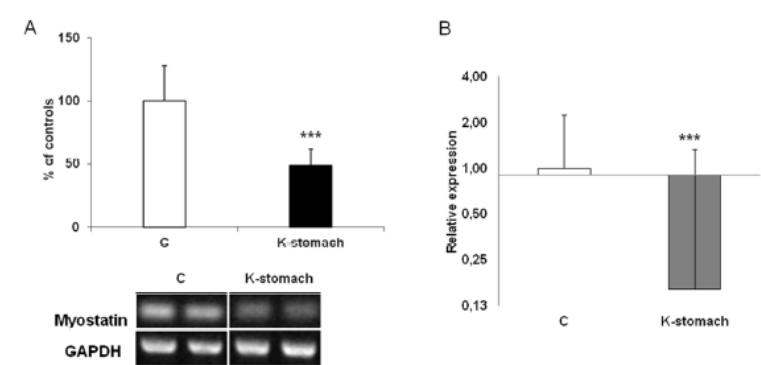 A
150
100
50
0
% of controls
***
C
K-stomach
C
K-stomach
Myostatin
GAPDH
B
4,00
2,00
1,00
0,50
0,25
0,13
Relative expression
***
C
K-stomach